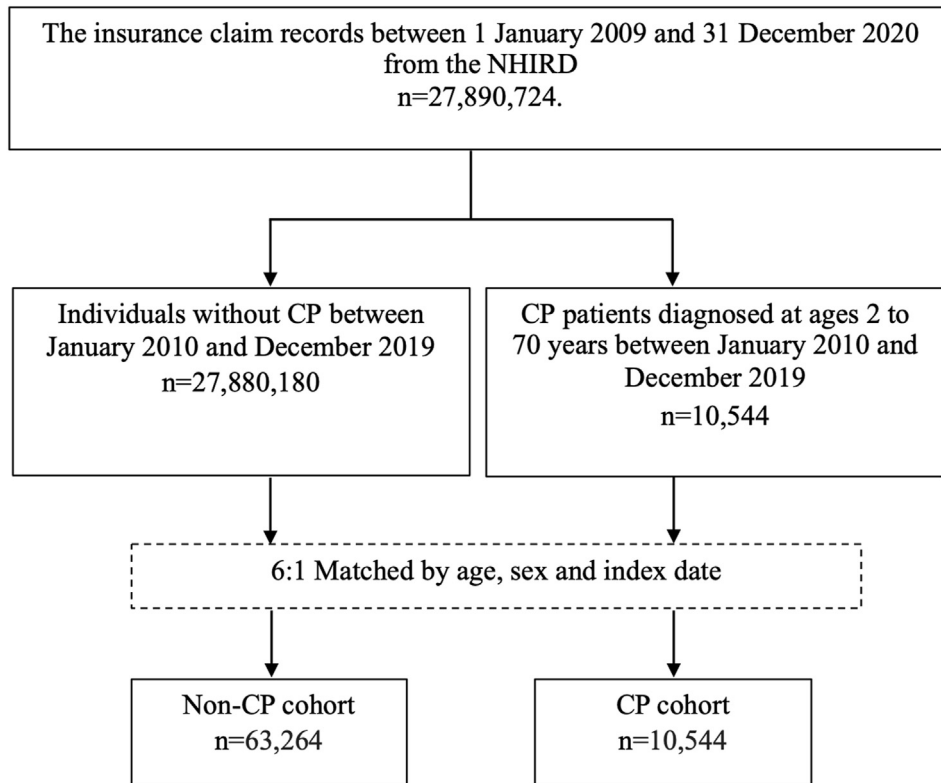 The insurance claim records between 1 January 2009 and 31 December 2020
from the NHIRD
n=27,890,724.
Individuals without CP between
January 2010 and December 2019
n=27,880,180
CP patients diagnosed at ages 2 to
70 years between January 2010 and
December 2019
n=10,544
6:1 Matched by age, sex and index date
Non-CP cohort
n=63,264
CP cohort
n=10,544